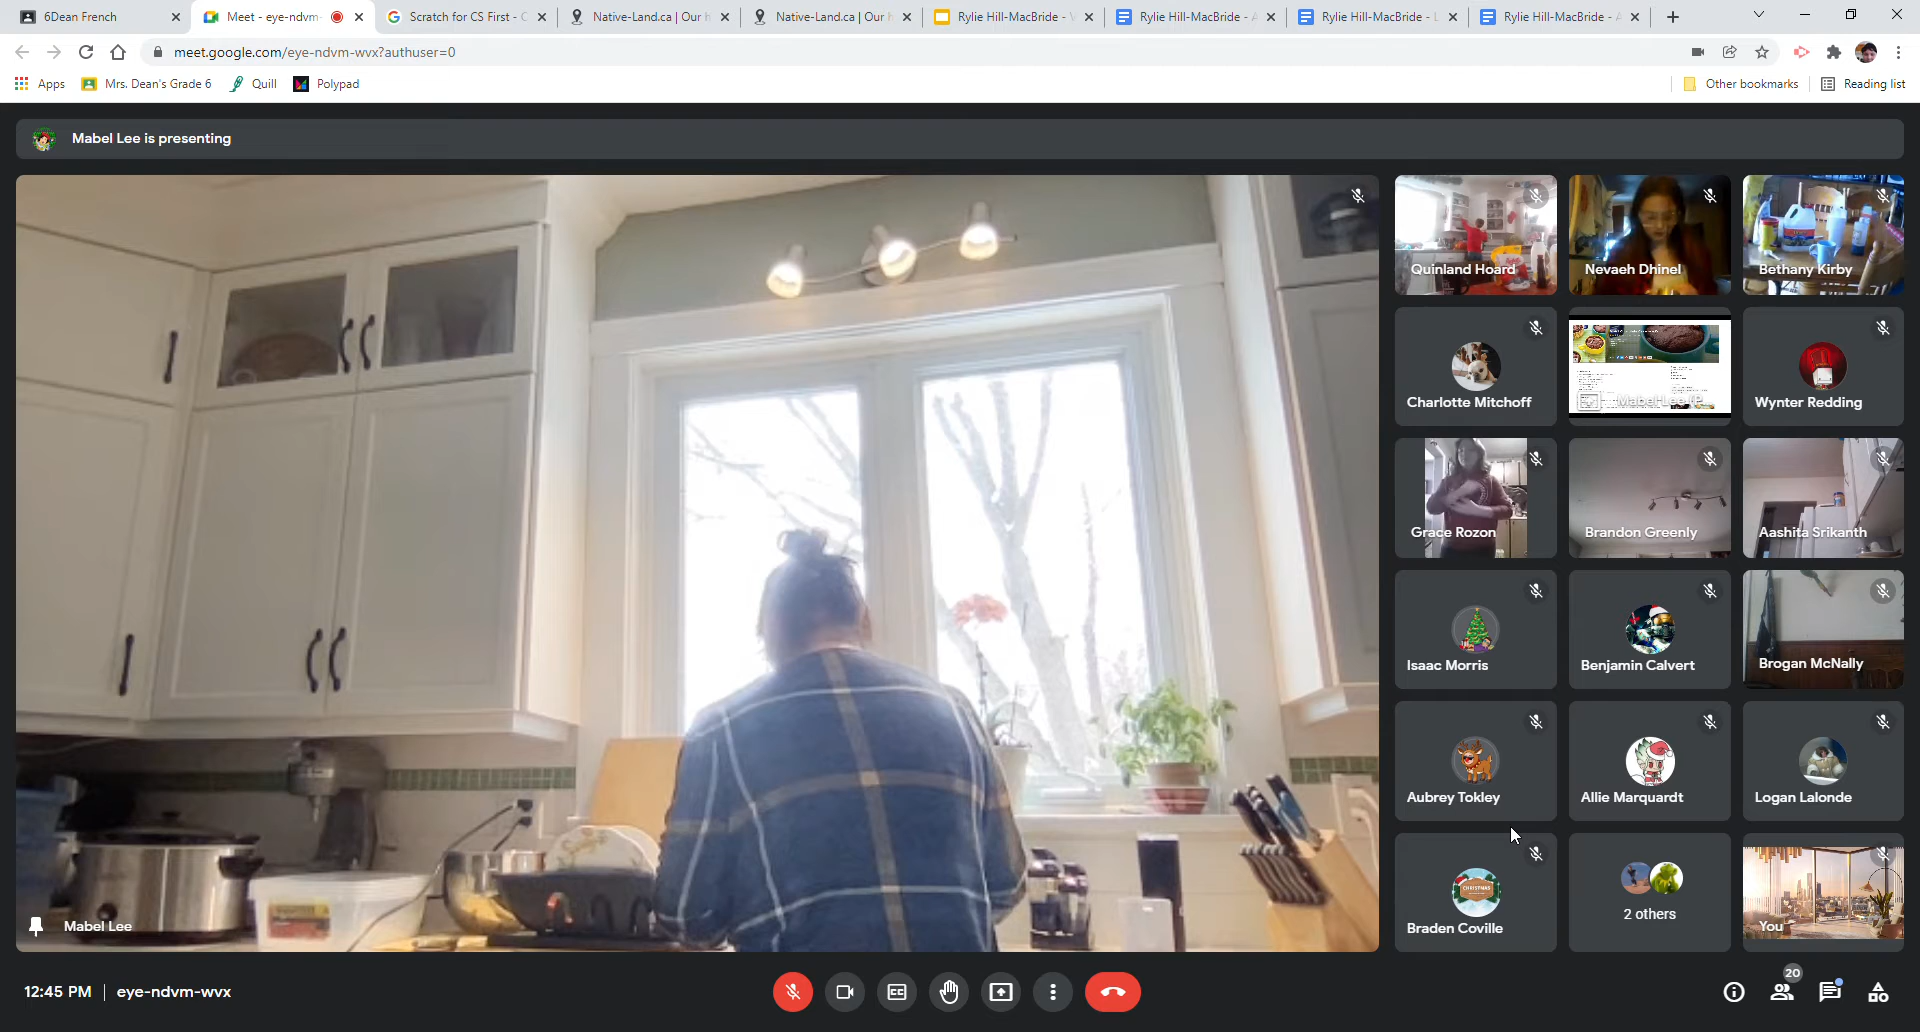 6Dean French
Meet - eye-ndvm-
Scratch for CS First - C
Native-Land.ca | Our h
Native-Land.ca | Our h
Rylie Hill-MacBride -
Rylie Hill-MacBride - A
Rylie Hill-MacBride - L
Rylie Hill-MacBride - A
meet.google.com/eye-ndvm-wvx?authuser=0
Apps
Mrs. Dean's Grade 6
Quill
Polypad
Other bookmarks
Reading list
Mabel Lee is presenting
Quinland Hoard
Nevaeh Dhinel
Bethany Kirby
Charlotte Mitchoff
Mabel Lee (P
Wynter Redding
Grace Rozon
Brandon Greenly
Aashita Srikanth
Isaac Morris
Benjamin Calvert
Brogan McNally
Aubrey Tokley
Allie Marquardt
Logan Lalonde
CHRISTMAS
Braden Coville
2 others
You
Mabel Lee
12:45 PM | eye-ndvm-wvx
20